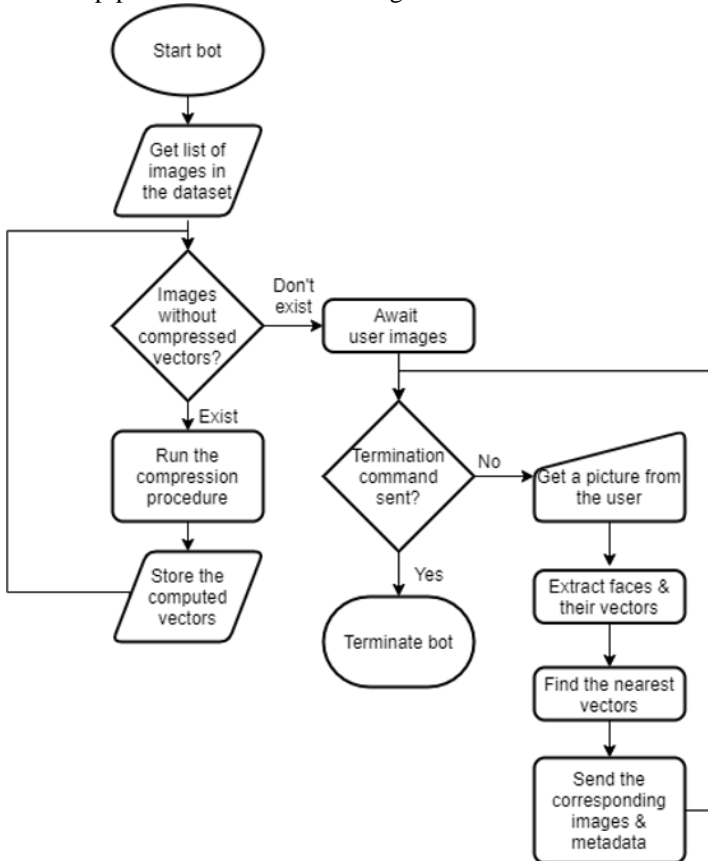 Start bot
Get list of
images in
the dataset
Images
without
compressed
vectors?
Don't
exist
Await
user images
Exist
Run the
compression
procedure
Store the
computed
vectors
Termination
command
sent?
No
Get a picture from
the user
Yes
Terminate bot
Extract faces &
their vectors
Find the nearest
vectors
Send the
corresponding
images &
metadata